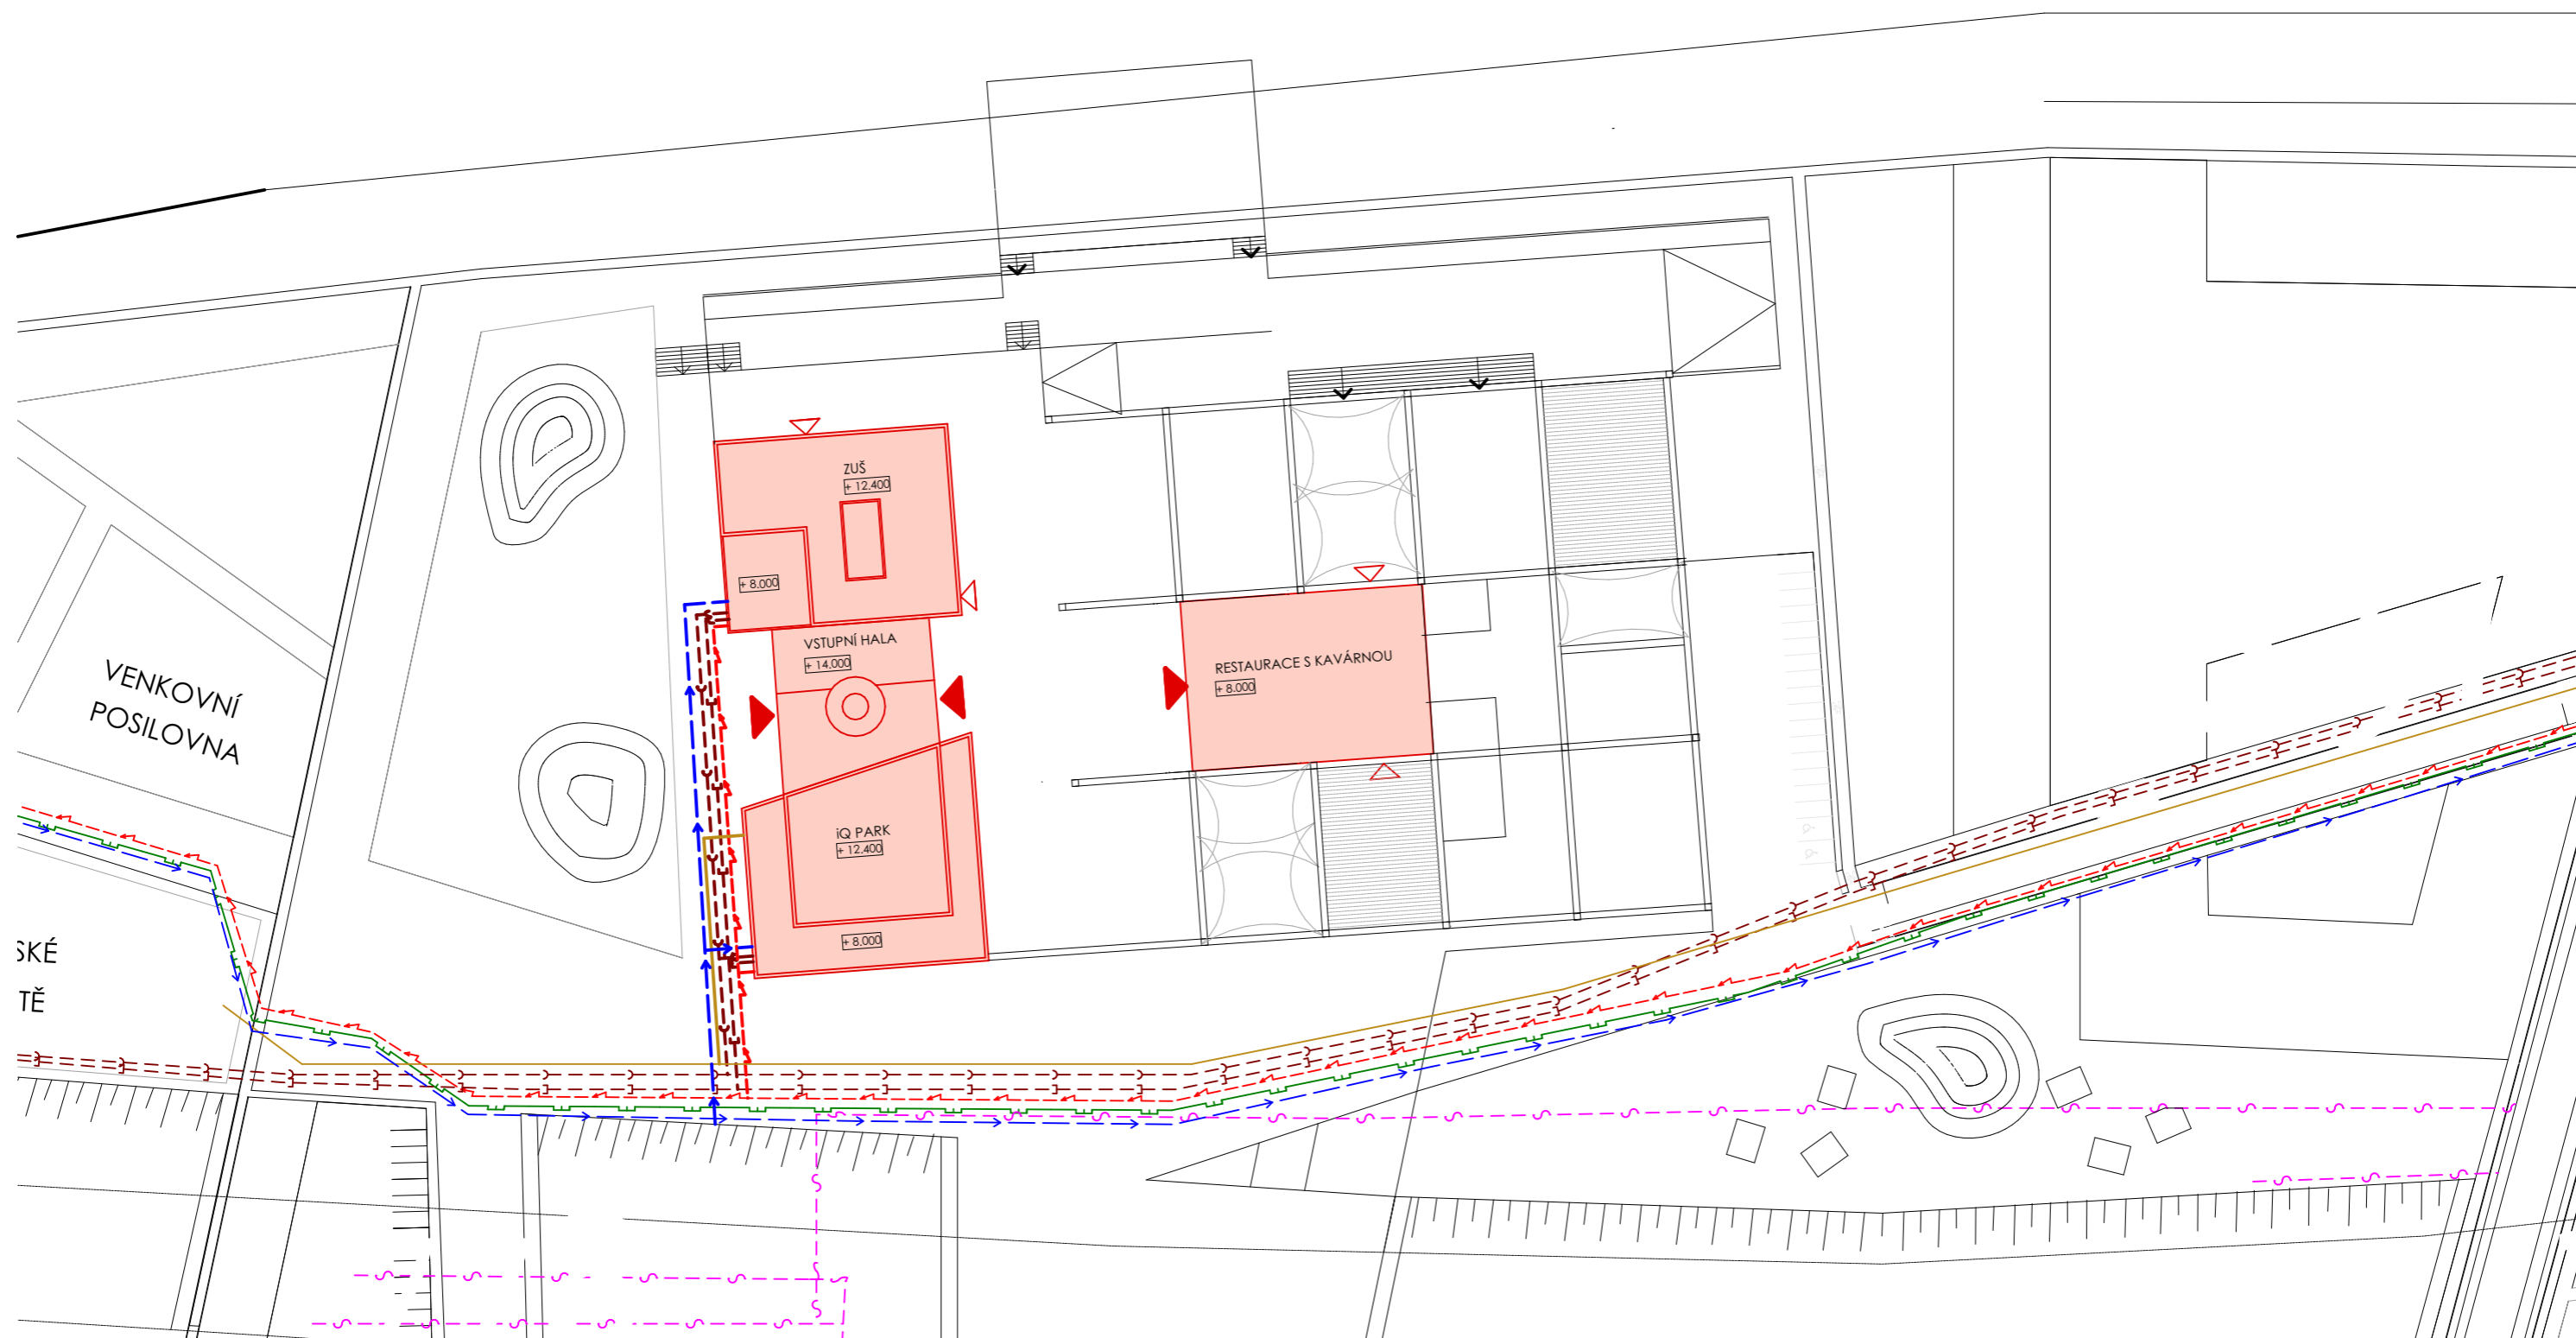 ZUŠ
+ 12.400
+ 8.000
VSTUPNÍ HALA
+ 14.000
RESTAURACE S KAVÁRNOU
+ 8.000
VENKOVNÍ
POSILOVNA
iQ PARK
+ 12.400
+ 8.000
SKÉ
TĚ